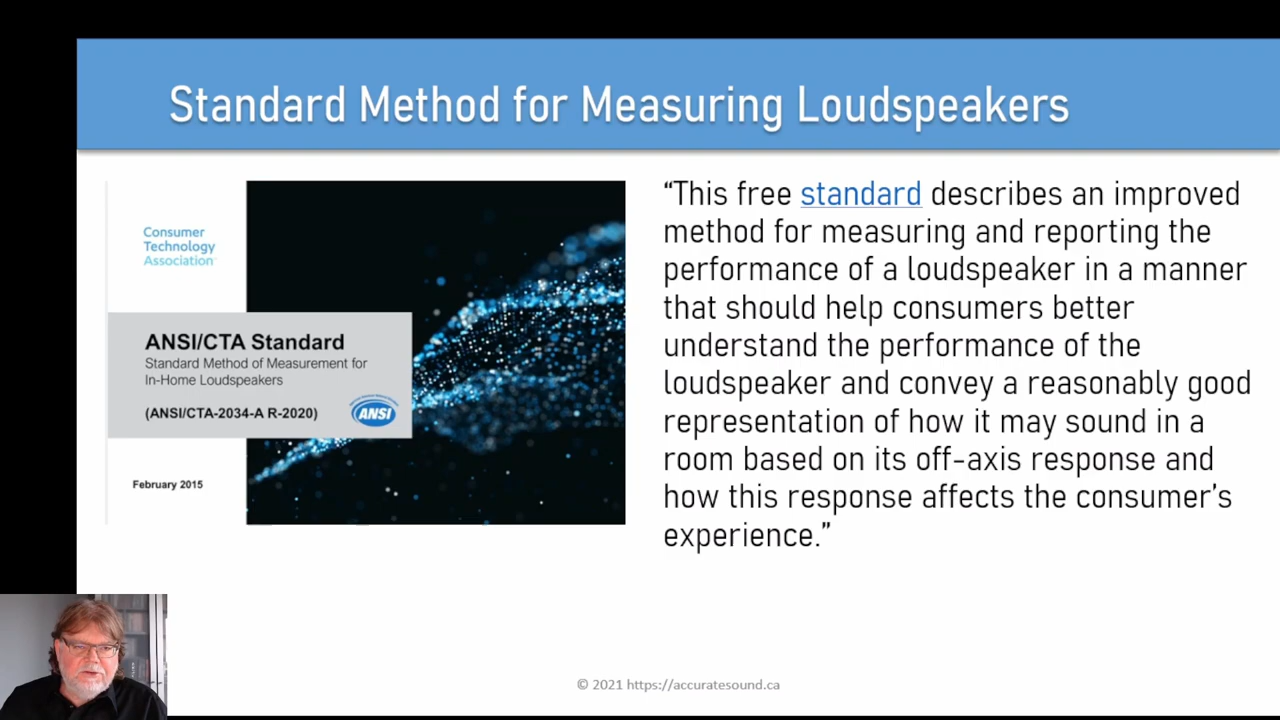 Standard Method for Measuring Loudspeakers
Consumer
Technology
Association™
ANSI/CTA Standard
Standard Method of Measurement for
In-Home Loudspeakers
(ANSI/CTA-2034-A R-2020)
ANSI
February 2015
“This free standard describes an improved
method for measuring and reporting the
performance of a loudspeaker in a manner
that should help consumers better
understand the performance of the
loudspeaker and convey a reasonably good
representation of how it may sound in a
room based on its off-axis response and
how this response affects the consumer’s
experience.”
© 2021 https://accuratesound.ca